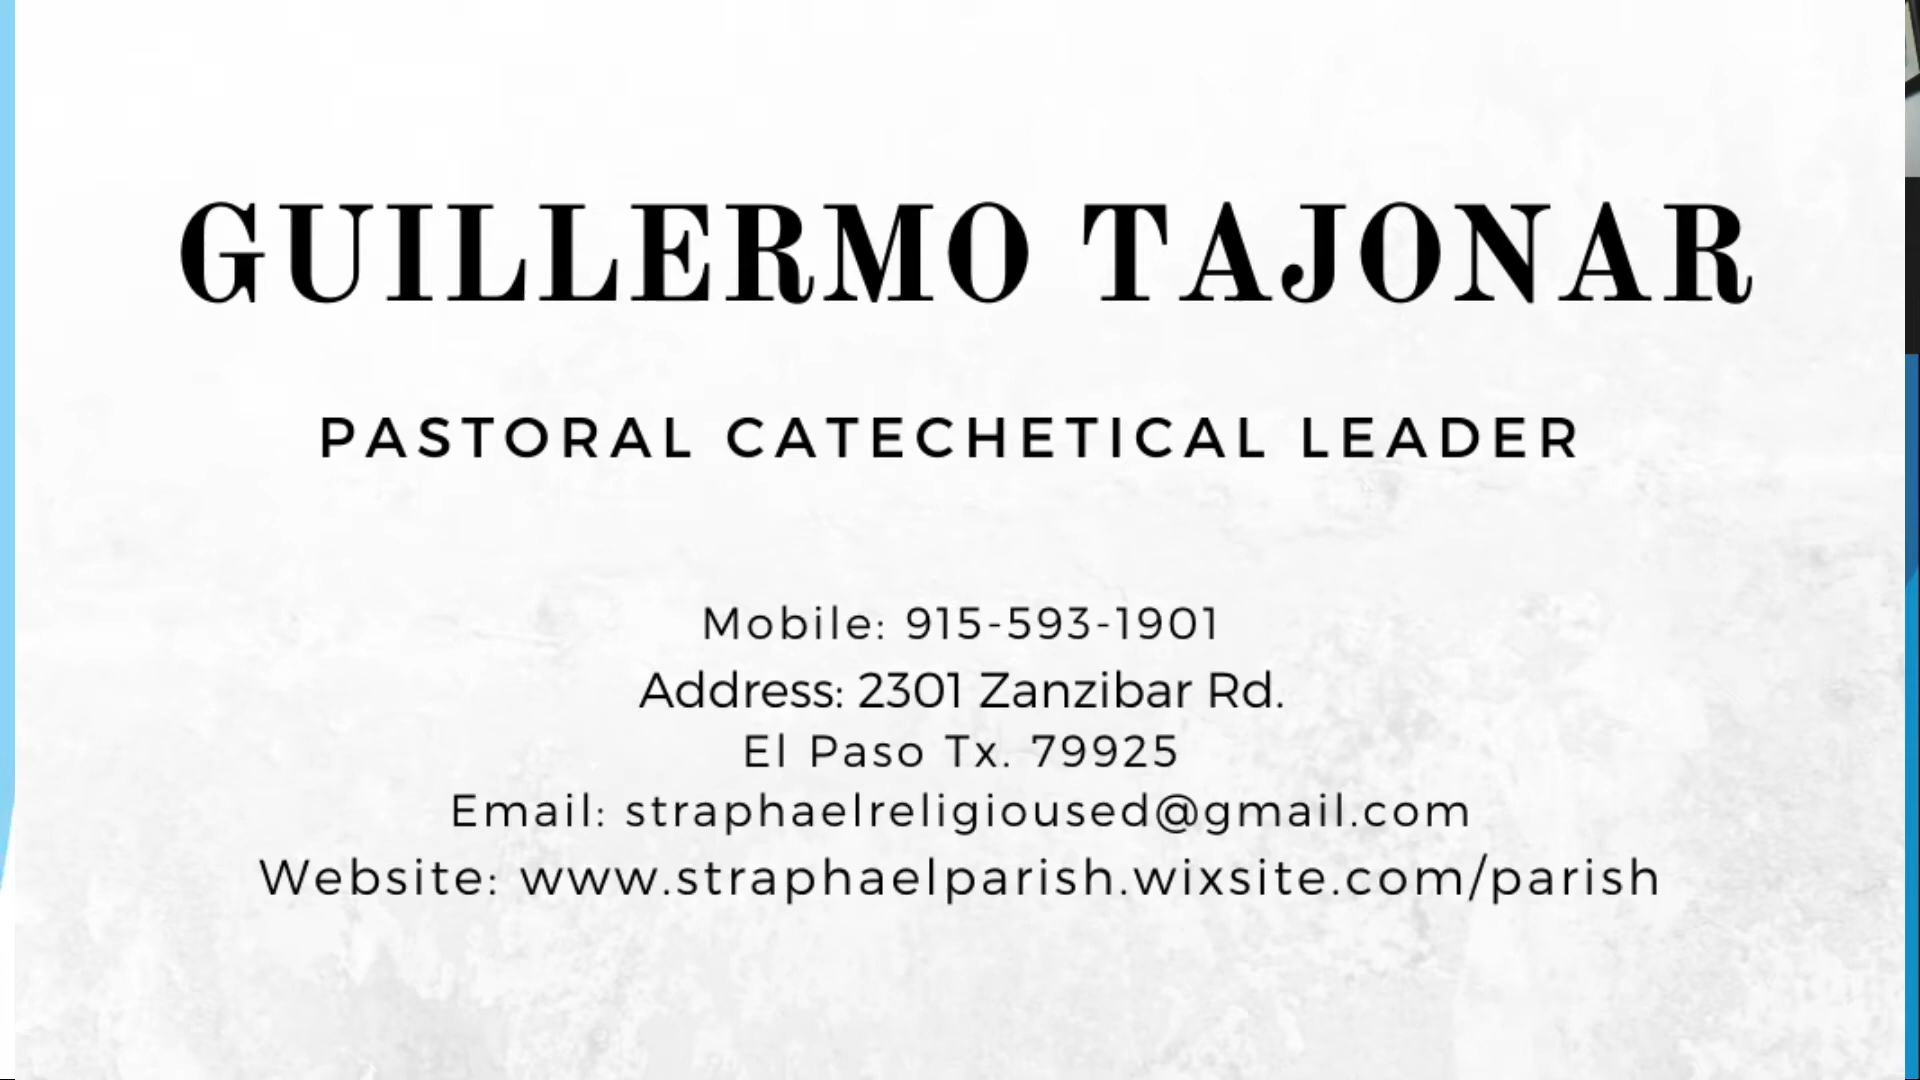 GUILLERMO TAJONAR
PASTORAL CATECHETICAL LEADER
Mobile: 915-593-1901
Address: 2301 Zanzibar Rd.
El Paso Tx. 79925
Email: straphaelreligioused@gmail.com
Website: www.straphaelparish.wixsite.com/parish